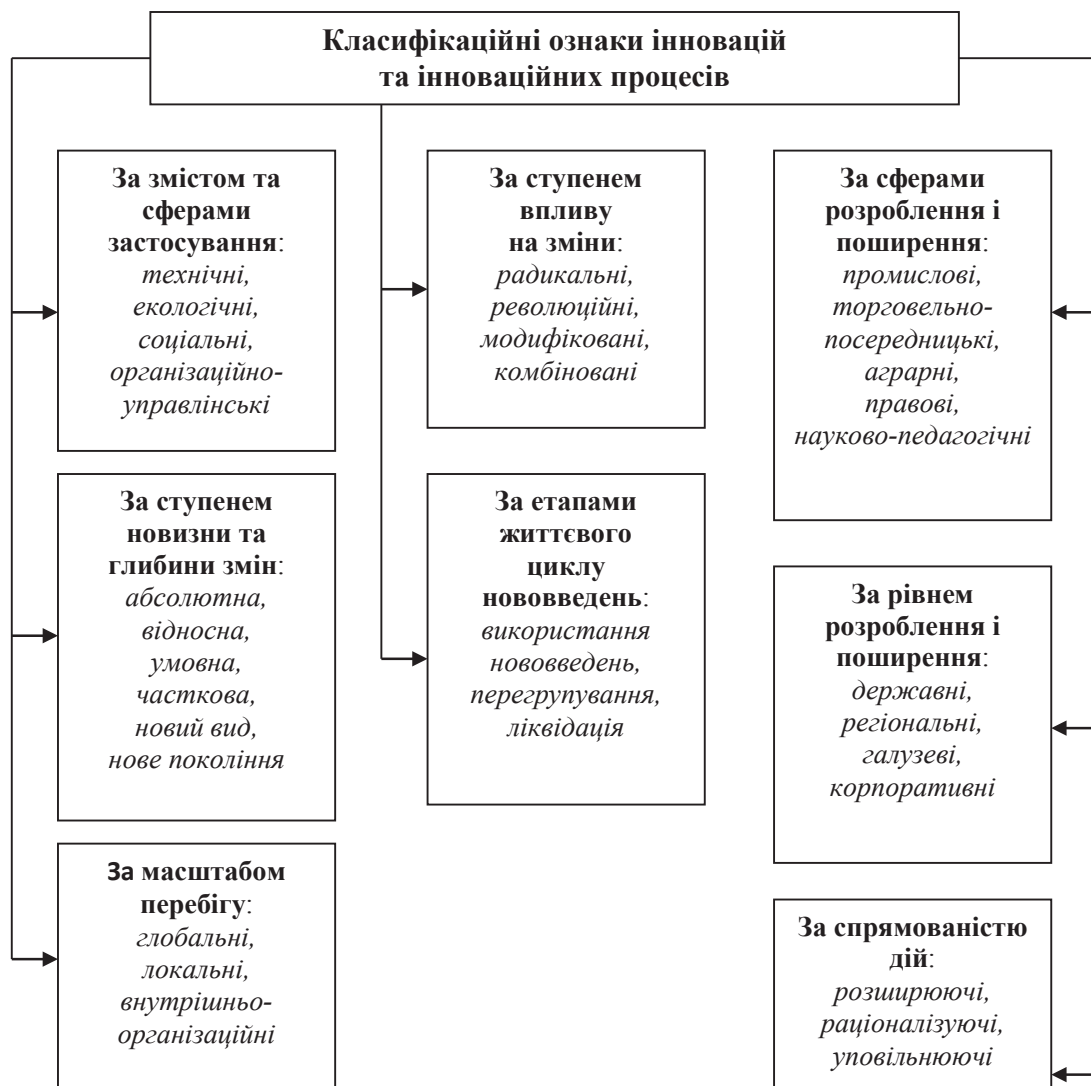 Класифікаційні ознаки інновацій
та інноваційних процесів
За змістом та
сферами
застосування:
технічні,
екологічні,
соціальні,
організаційно-
управлінські
За ступенем
новизни та
глибини змін:
абсолютна,
відносна,
умовна,
часткова,
новий вид,
нове покоління
За масштабом
перебігу:
глобальні,
локальні,
внутрішньо-
організаційні
За ступенем
впливу
на зміни:
радикальні,
революційні,
модифіковані,
комбіновані
За етапами
життєвого
циклу
нововведень:
використання
нововведень,
перегрупування,
ліквідація
За сферами
розроблення і
поширення:
промислові,
торговельно-
посередницькі,
аграрні,
правові,
науково-педагогічні
За рівнем
розроблення і
поширення:
державні,
регіональні,
галузеві,
корпоративні
За спрямованістю
дій:
розширюючі,
раціоналізуючі,
уповільнюючі